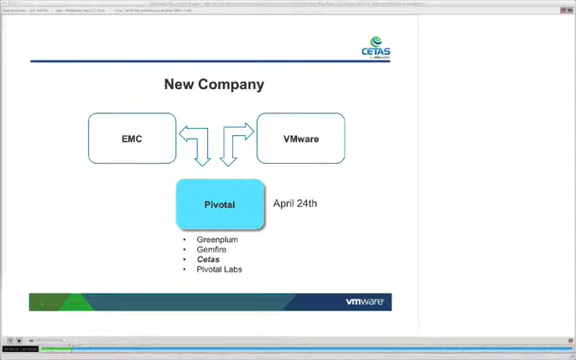 CETAS
New Company
EMC
VMware
Pivotal
April 24th
• Greenplum
• Gemfire
• Cetas
• Pivotal Labs
vmware